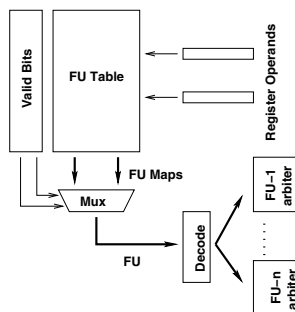 Valid Bits
FU Table
Register Operands
FU Maps
Mux
FU
Decode
FU–1
arbiter
FU–n
arbiter